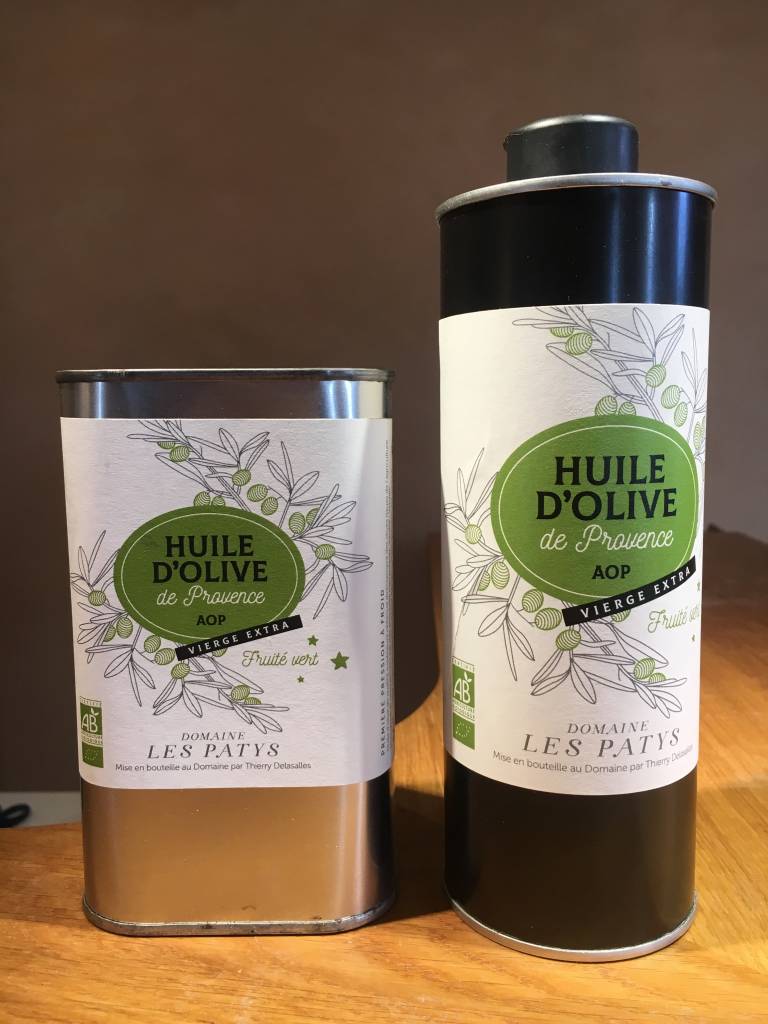 HUILE
D'OLIVE
de Provence
AOP
VIERGE EXTRA
Fruité vert
PREMIÈRE PRESSION À FROID
AB
DOMAINE
LES PATYS
Mise en bouteille au Domaine par Thierry Delasalles
HUILE
D'OLIVE
de Provence
AOP
VIERGE EXTRA
Fruité vert
AB
DOMAINE
LES PATYS
Mise en bouteille au Domaine par Thierry Delasalles